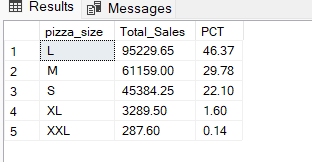 Results Messages
pizza_size Total_Sales PCT
1 L 95229.65 46.37
2 M 61159.00 29.78
3 S 45384.25 22.10
4 XL 3289.50 1.60
5 XXL 287.60 0.14